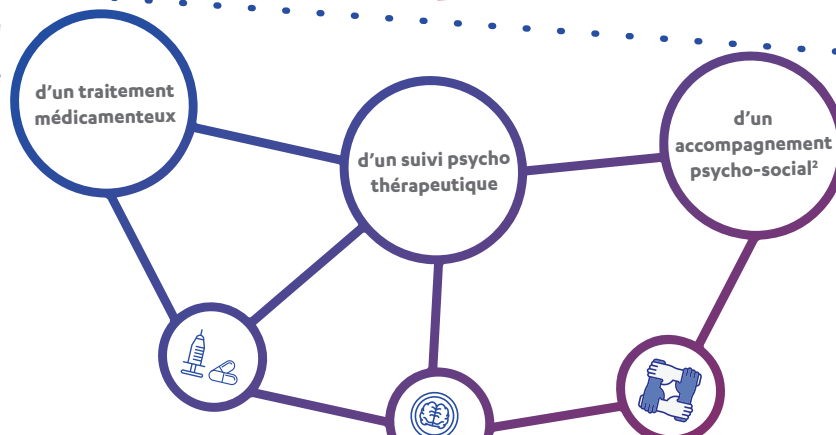 d'un traitement
médicamenteux
d'un suivi psycho
thérapeutique
d'un
accompagnement
psycho-social²